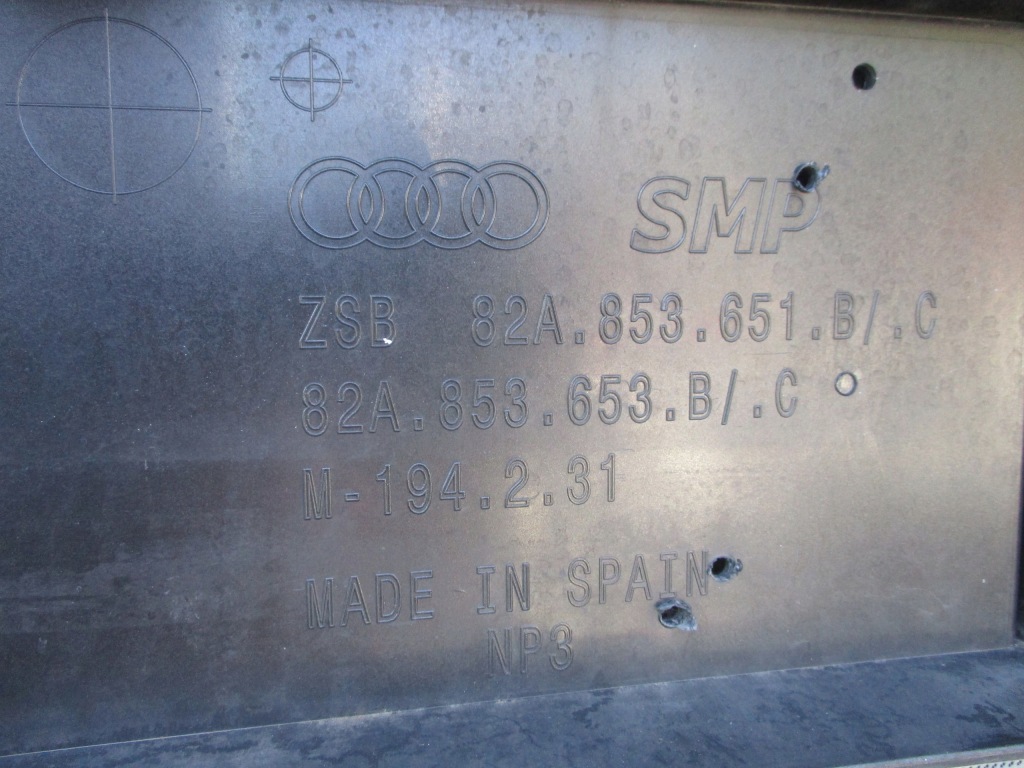 SMP
ZSB 82A.853.651.B/.C
82A.853.653.B/.C
M-194.2.31
MADE IN SPAIN
NP3